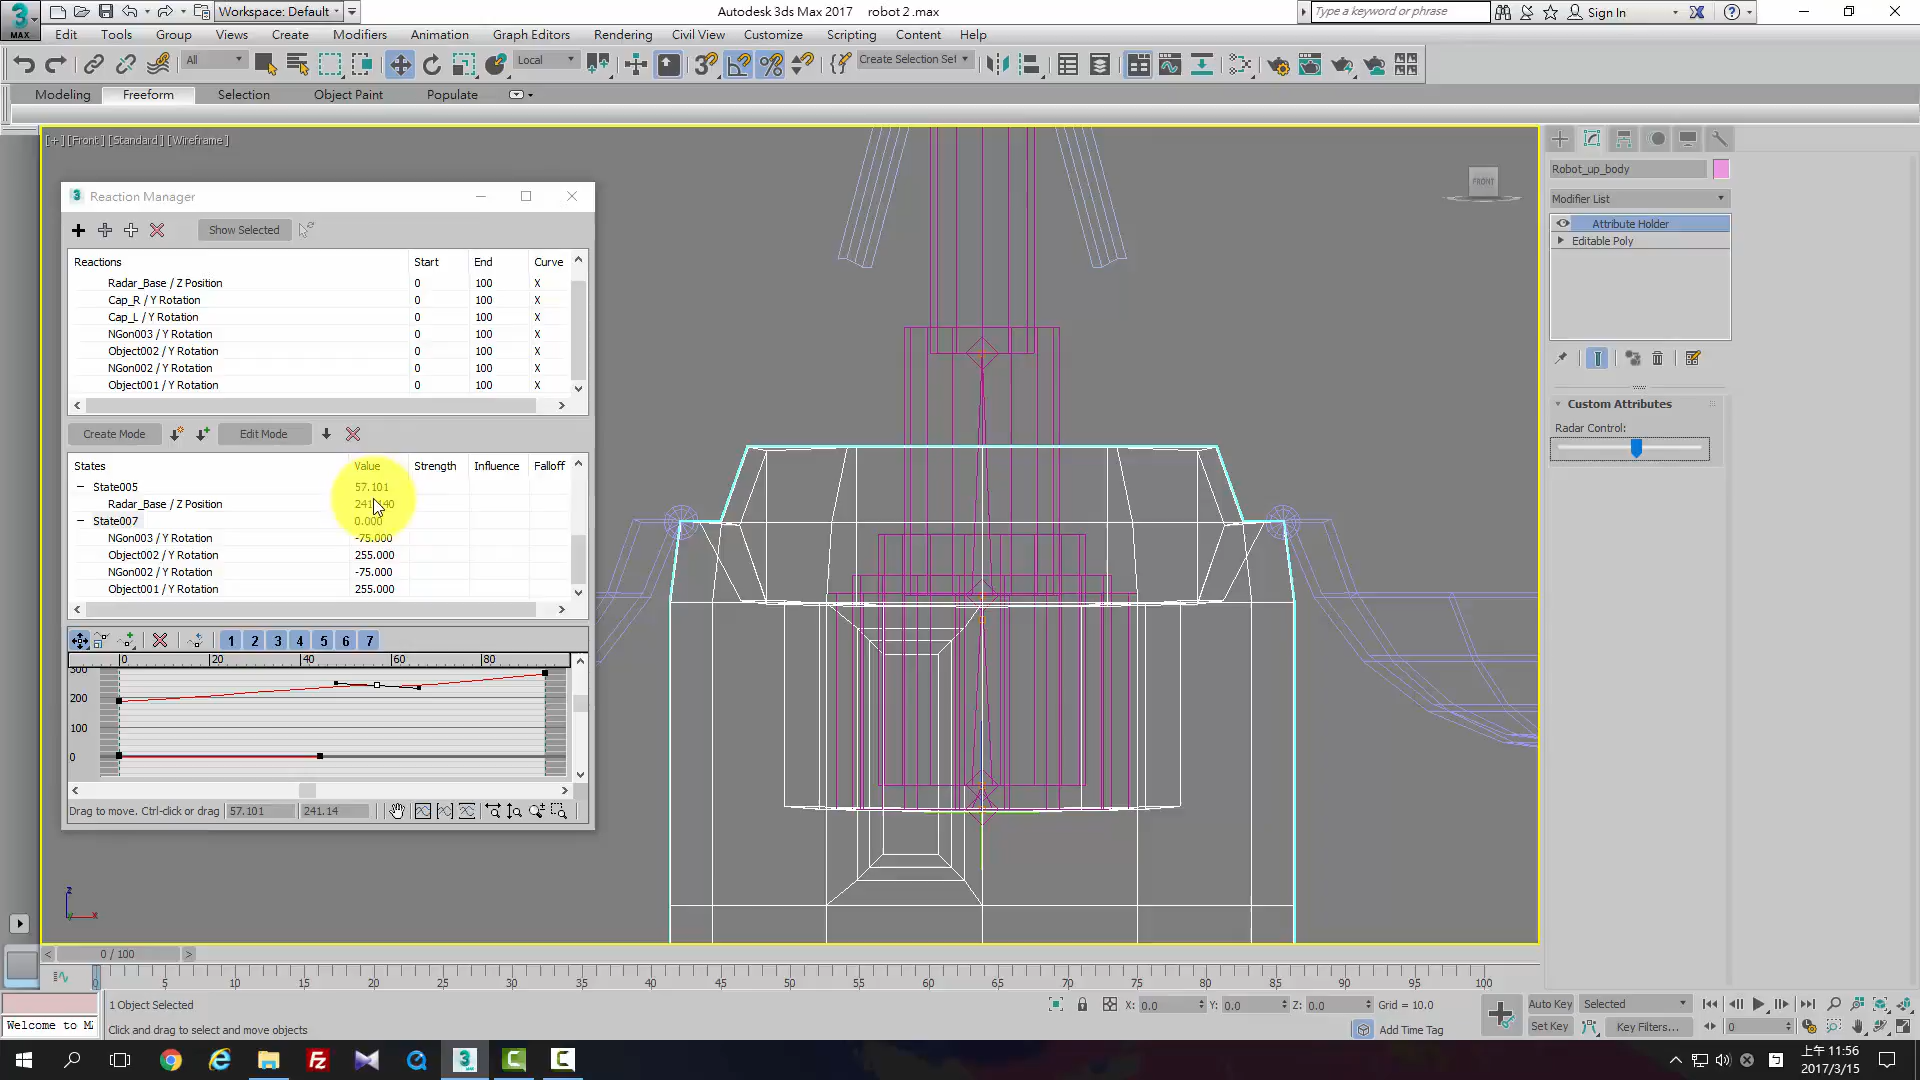 Workspace: Default
Autodesk 3ds Max 2017    robot 2 .max
Type a keyword or phrase
Sign In
MAX
Edit Tools Group Views Create Modifiers Animation Graph Editors Rendering Civil View Customize Scripting Content Help
All
Local
Create Selection Set
Modeling Freeform Selection Object Paint Populate
[+] [Front] [Standard] [Wireframe]
FRONT
Reaction Manager
Show Selected
Reactions Start End Curve
Radar_Base / Z Position 0 100 X
Cap_R / Y Rotation 0 100 X
Cap_L / Y Rotation 0 100 X
NGon003 / Y Rotation 0 100 X
Object002 / Y Rotation 0 100 X
NGon002 / Y Rotation 0 100 X
Object001 / Y Rotation 0 100 X
Create Mode Edit Mode
States Value Strength Influence Falloff
State005 57.101
Radar_Base / Z Position 241.140
State007 0.000
NGon003 / Y Rotation -75.000
Object002 / Y Rotation 255.000
NGon002 / Y Rotation -75.000
Object001 / Y Rotation 255.000
1 2 3 4 5 6 7
0 20 40 60 80
300
200
100
0
Drag to move. Ctrl-click or drag 57.101 241.14
Robot_up_body
Modifier List
Attribute Holder
Editable Poly
Custom Attributes
Radar Control:
z
x
0 / 100
5 10 15 20 25 30 35 40 45 50 55 60 65 70 75 80 85 90 95 100
1 Object Selected
X: 0.0 Y: 0.0 Z: 0.0 Grid = 10.0
Auto Key Selected
Welcome to M
Click and drag to select and move objects
Add Time Tag
Set Key Key Filters... 0
上午 11:56
2017/3/15